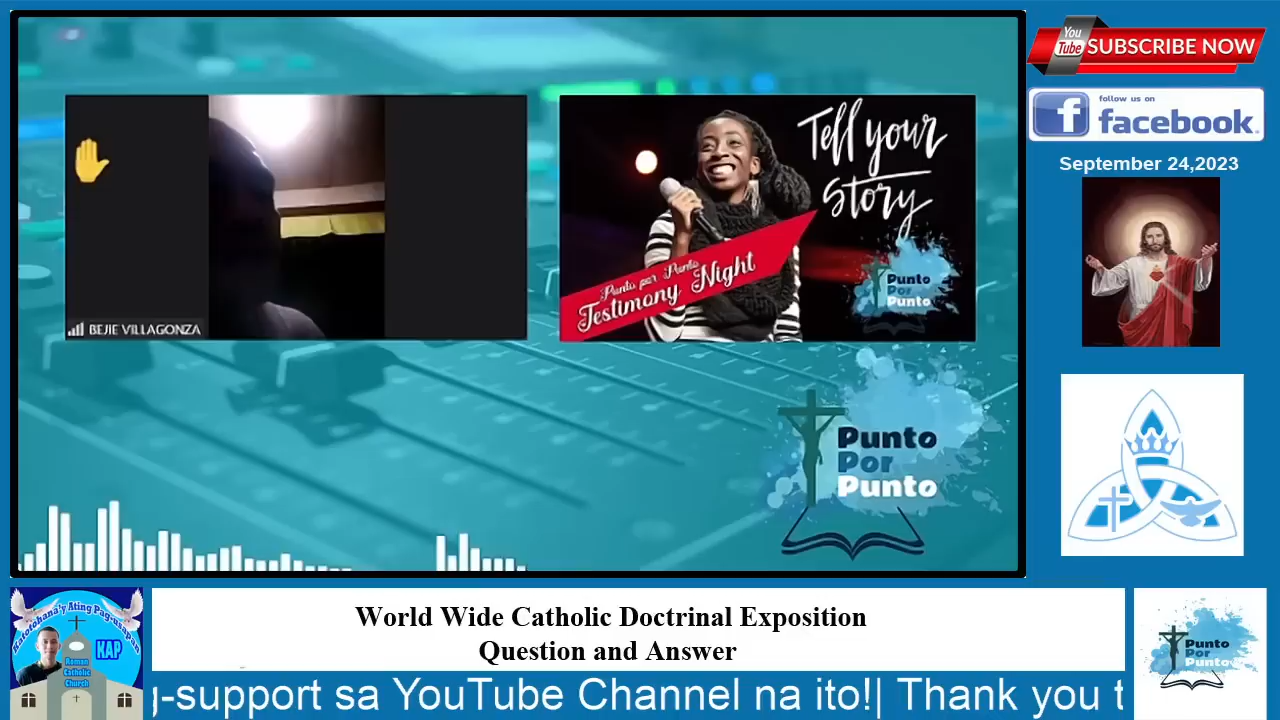 BEJIE VILLAGONZA
Tell your
Story
Punto por Punto
Testimony Night
Punto
Por
Punto
Punto
Por
Punto
You
Tube
SUBSCRIBE NOW
follow us on
facebook
September 24,2023
Katotohana'y Ating Pag-usapan
KAP
Roman
Catholic
Church
World Wide Catholic Doctrinal Exposition
Question and Answer
g-support sa YouTube Channel na ito!| Thank you t
Punto
Por
Punto